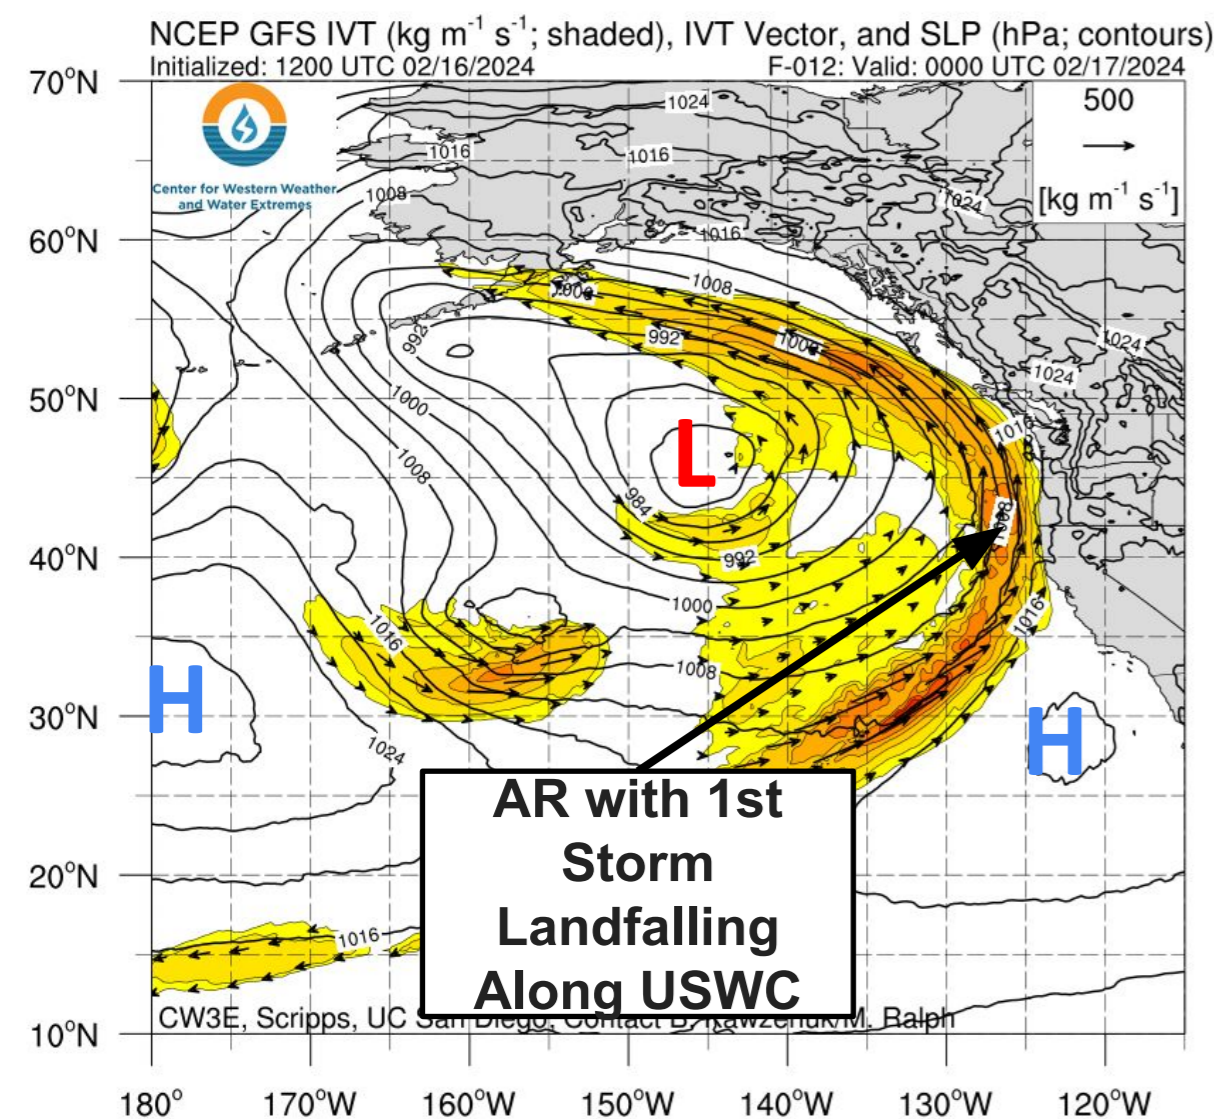 NCEP GFS IVT (kg m⁻¹ s⁻¹; shaded), IVT Vector, and SLP (hPa; contours)
Initialized: 1200 UTC 02/16/2024 F-012: Valid: 0000 UTC 02/17/2024
70°N
1024
500
1016
1016
Center for Western Weather
and Water Extremes
1008
1024
[kg m⁻¹ s⁻¹]
60°N
1016
1008
1000
992
992
1000
1024
1024
50°N
1000
1016
L
1008
984
1008
40°N
992
1000
1016
1016
1008
H
H
30°N
1024
AR with 1st
Storm
Landfalling
Along USWC
20°N
1016
CW3E, Scripps, UC San Diego, Contact M. Ralph
10°N
180° 170°W 160°W 150°W 140°W 130°W 120°W